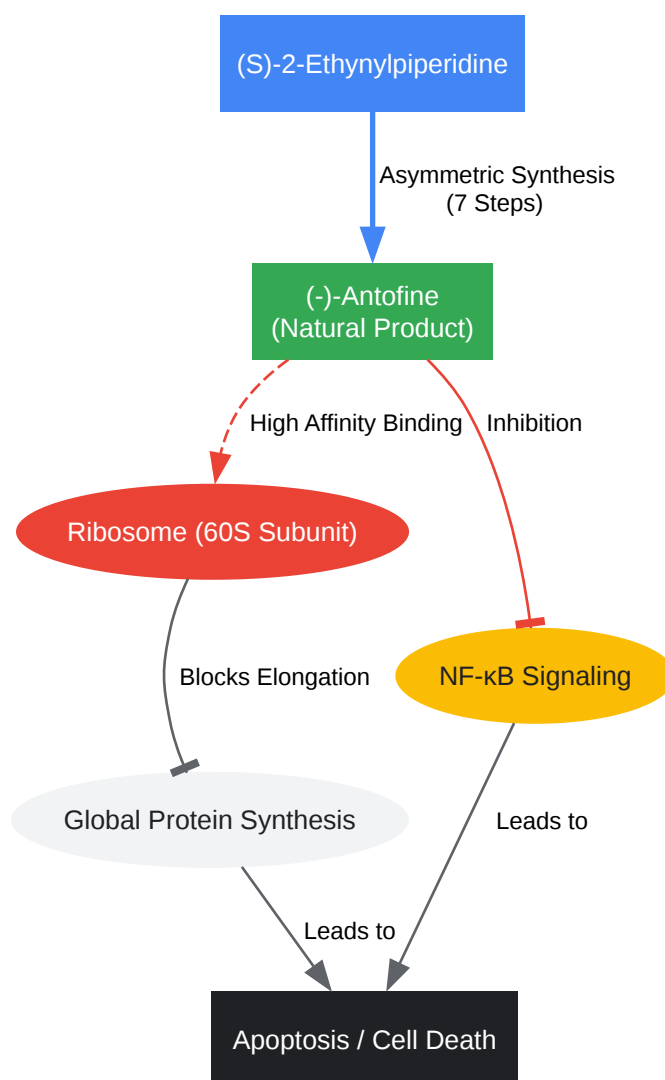 (S)-2-Ethynylpiperidine
Asymmetric Synthesis
(7 Steps)
(-)-Antofine
(Natural Product)
High Affinity Binding
Inhibition
Ribosome (60S Subunit)
Blocks Elongation
NF-κB Signaling
Global Protein Synthesis
Leads to
Leads to
Apoptosis / Cell Death